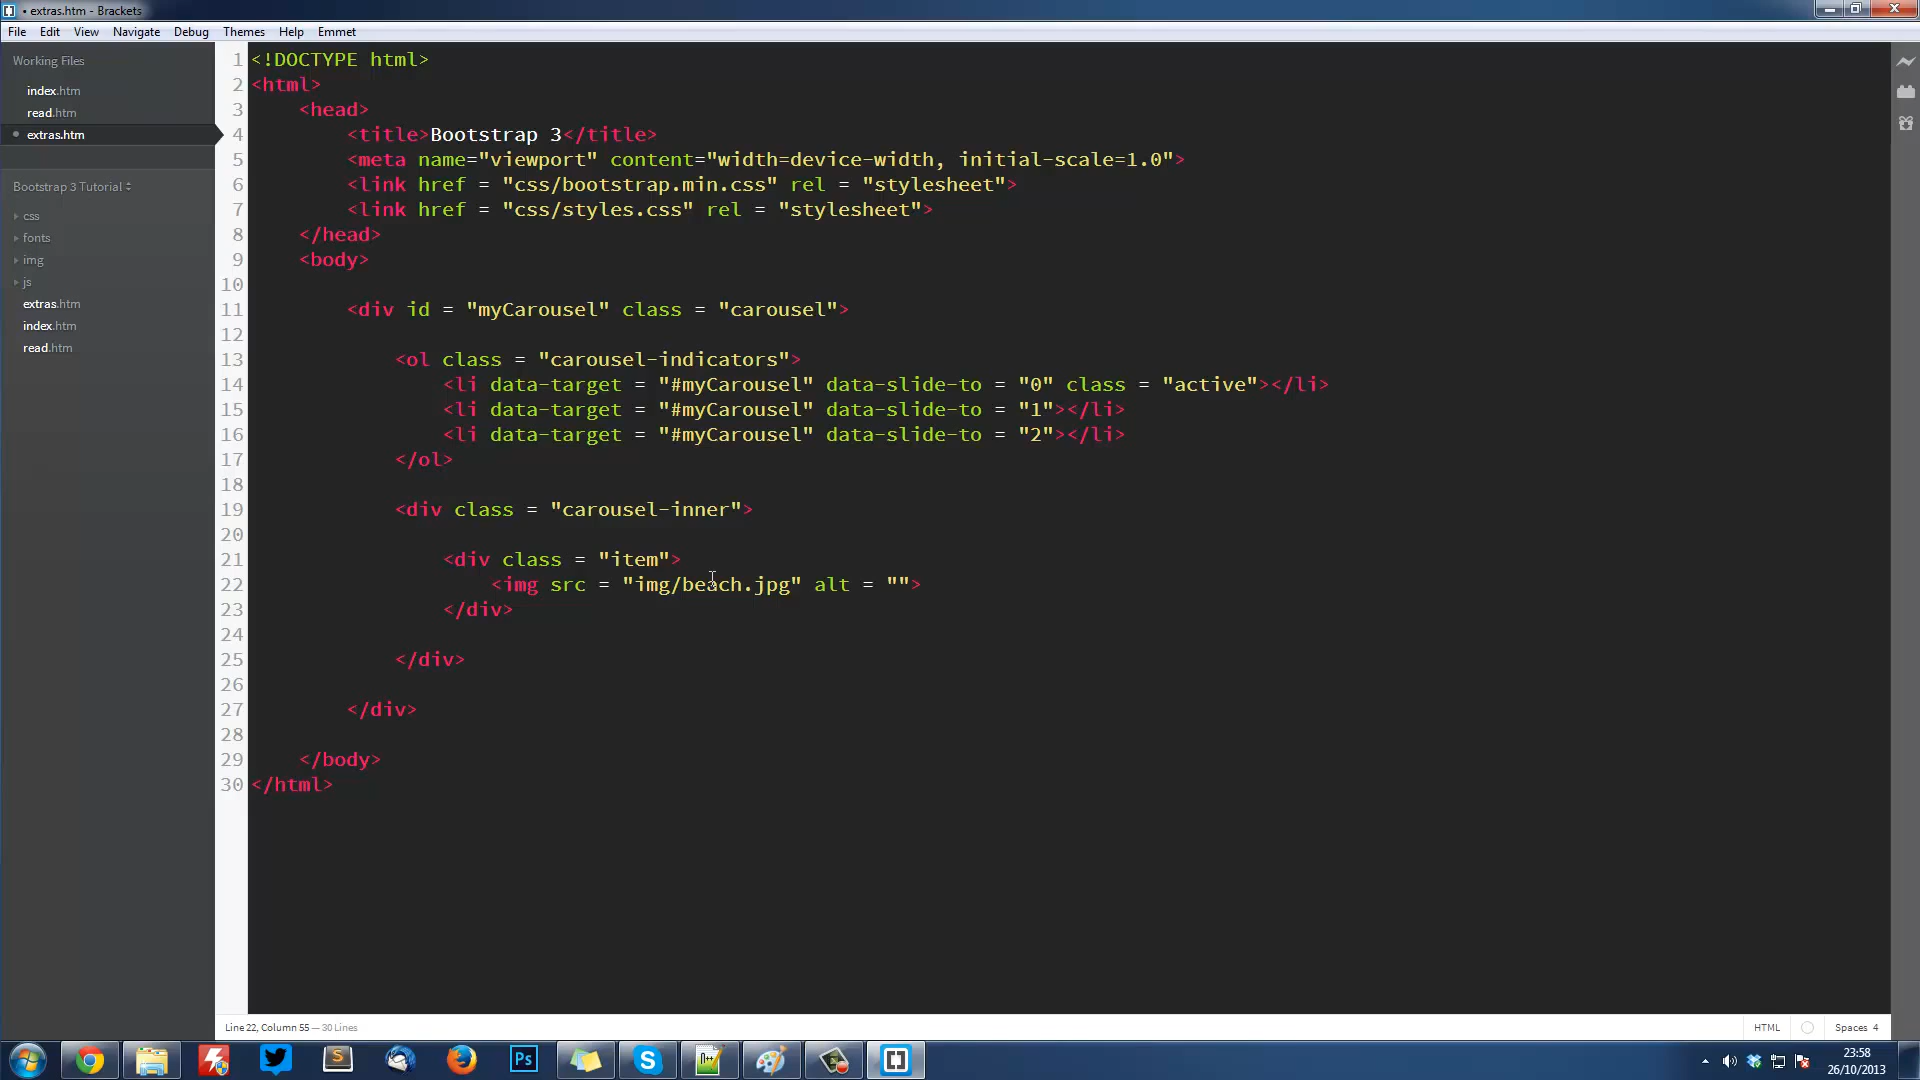 • extras.htm - Brackets
File Edit View Navigate Debug Themes Help Emmet
Working Files
index.htm
read.htm
extras.htm
Bootstrap 3 Tutorial
css
fonts
img
js
extras.htm
index.htm
read.htm
1 <!DOCTYPE html>
2 <html>
3 <head>
4 <title>Bootstrap 3</title>
5 <meta name="viewport" content="width=device-width, initial-scale=1.0">
6 <link href = "css/bootstrap.min.css" rel = "stylesheet">
7 <link href = "css/styles.css" rel = "stylesheet">
8 </head>
9 <body>
10
11 <div id = "myCarousel" class = "carousel">
12
13 <ol class = "carousel-indicators">
14 <li data-target = "#myCarousel" data-slide-to = "0" class = "active"></li>
15 <li data-target = "#myCarousel" data-slide-to = "1"></li>
16 <li data-target = "#myCarousel" data-slide-to = "2"></li>
17 </ol>
18
19 <div class = "carousel-inner">
20
21 <div class = "item">
22 <img src = "img/beach.jpg" alt = "">
23 </div>
24
25 </div>
26
27 </div>
28
29 </body>
30 </html>
Line 22, Column 55 — 30 Lines
HTML
Spaces 4
Ps
S
23:58
26/10/2013